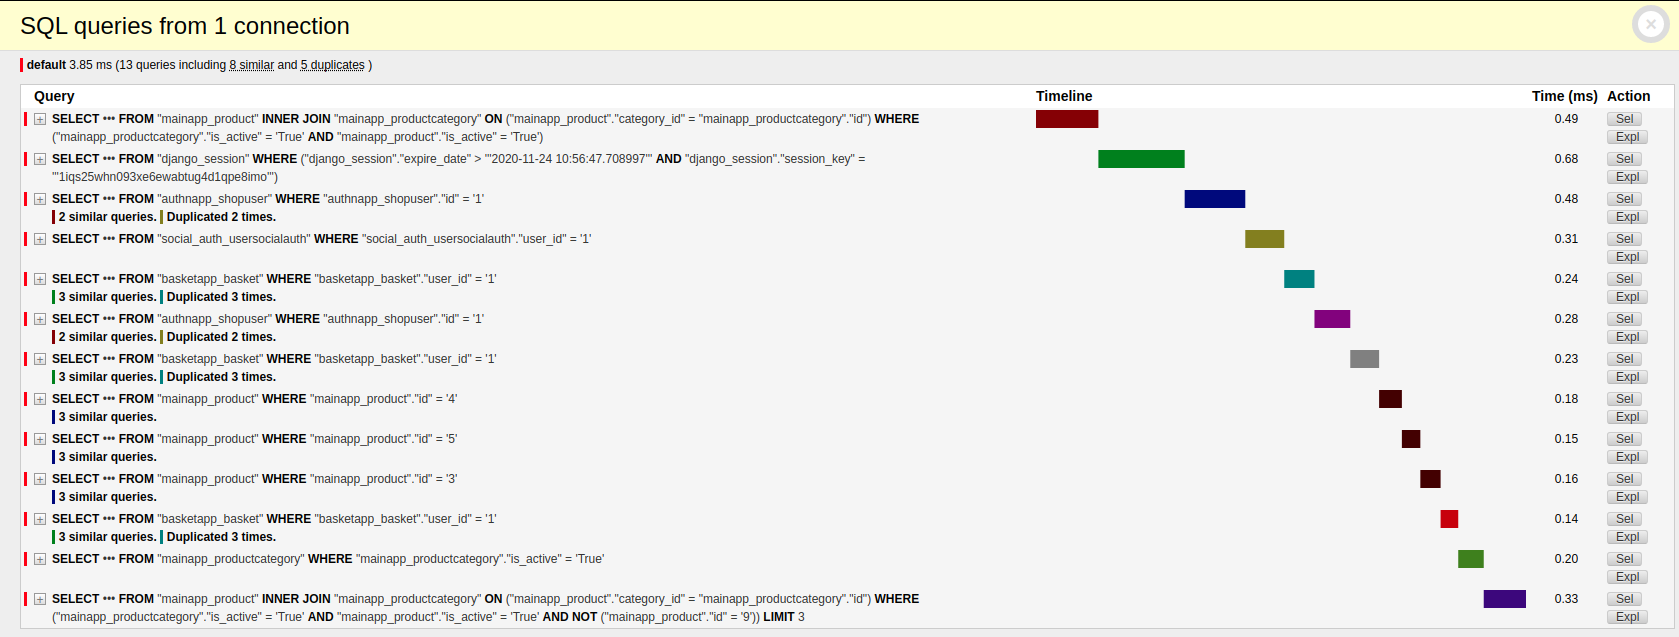 SQL queries from 1 connection
default 3.85 ms (13 queries including 8 similar and 5 duplicates )
Query Timeline Time (ms) Action
SELECT ••• FROM "mainapp_product" INNER JOIN "mainapp_productcategory" ON ("mainapp_product"."category_id" = "mainapp_productcategory"."id") WHERE 0.49 Sel
("mainapp_productcategory"."is_active" = 'True' AND "mainapp_product"."is_active" = 'True') Expl
SELECT ••• FROM "django_session" WHERE ("django_session"."expire_date" > '''2020-11-24 10:56:47.708997''' AND "django_session"."session_key" = 0.68 Sel
'''1iqs25whn093xe6ewabtug4d1qpe8imo''') Expl
SELECT ••• FROM "authnapp_shopuser" WHERE "authnapp_shopuser"."id" = '1' 0.48 Sel
2 similar queries. Duplicated 2 times. Expl
SELECT ••• FROM "social_auth_usersocialauth" WHERE "social_auth_usersocialauth"."user_id" = '1' 0.31 Sel
Expl
SELECT ••• FROM "basketapp_basket" WHERE "basketapp_basket"."user_id" = '1' 0.24 Sel
3 similar queries. Duplicated 3 times. Expl
SELECT ••• FROM "authnapp_shopuser" WHERE "authnapp_shopuser"."id" = '1' 0.28 Sel
2 similar queries. Duplicated 2 times. Expl
SELECT ••• FROM "basketapp_basket" WHERE "basketapp_basket"."user_id" = '1' 0.23 Sel
3 similar queries. Duplicated 3 times. Expl
SELECT ••• FROM "mainapp_product" WHERE "mainapp_product"."id" = '4' 0.18 Sel
3 similar queries. Expl
SELECT ••• FROM "mainapp_product" WHERE "mainapp_product"."id" = '5' 0.15 Sel
3 similar queries. Expl
SELECT ••• FROM "mainapp_product" WHERE "mainapp_product"."id" = '3' 0.16 Sel
3 similar queries. Expl
SELECT ••• FROM "basketapp_basket" WHERE "basketapp_basket"."user_id" = '1' 0.14 Sel
3 similar queries. Duplicated 3 times. Expl
SELECT ••• FROM "mainapp_productcategory" WHERE "mainapp_productcategory"."is_active" = 'True' 0.20 Sel
Expl
SELECT ••• FROM "mainapp_product" INNER JOIN "mainapp_productcategory" ON ("mainapp_product"."category_id" = "mainapp_productcategory"."id") WHERE 0.33 Sel
("mainapp_productcategory"."is_active" = 'True' AND "mainapp_product"."is_active" = 'True' AND NOT ("mainapp_product"."id" = '9')) LIMIT 3 Expl